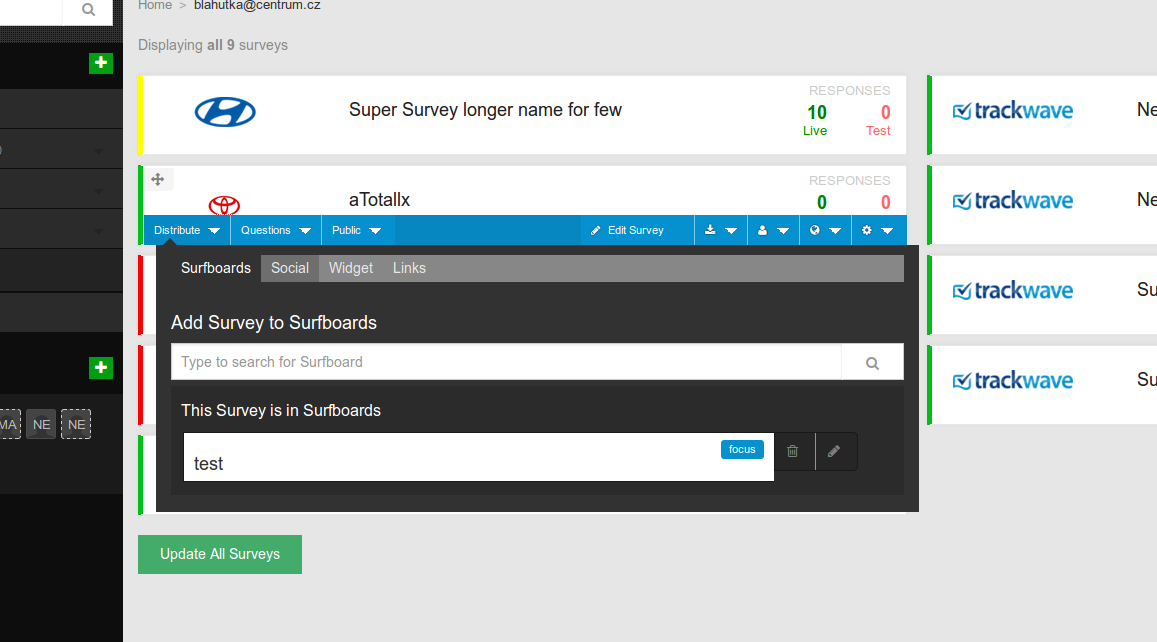 Home > blahutka@centrum.cz
Displaying all 9 surveys
Super Survey longer name for few
RESPONSES
10 0
Live Test
trackwave Ne
aTotallx
RESPONSES
0 0
trackwave Ne
Distribute Questions Public Edit Survey
Surfboards Social Widget Links
trackwave Su
Add Survey to Surfboards
Type to search for Surfboard
trackwave Su
This Survey is in Surfboards
MA NE NE
focus
test
Update All Surveys